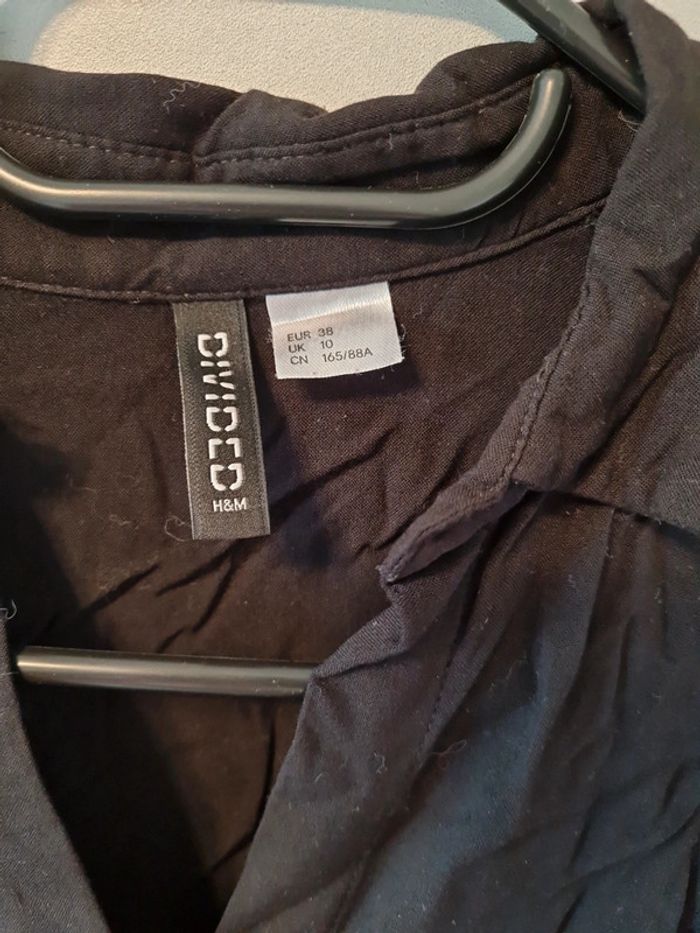 DIVIDED
H&M
EUR 38
UK 10
CN 165/88A